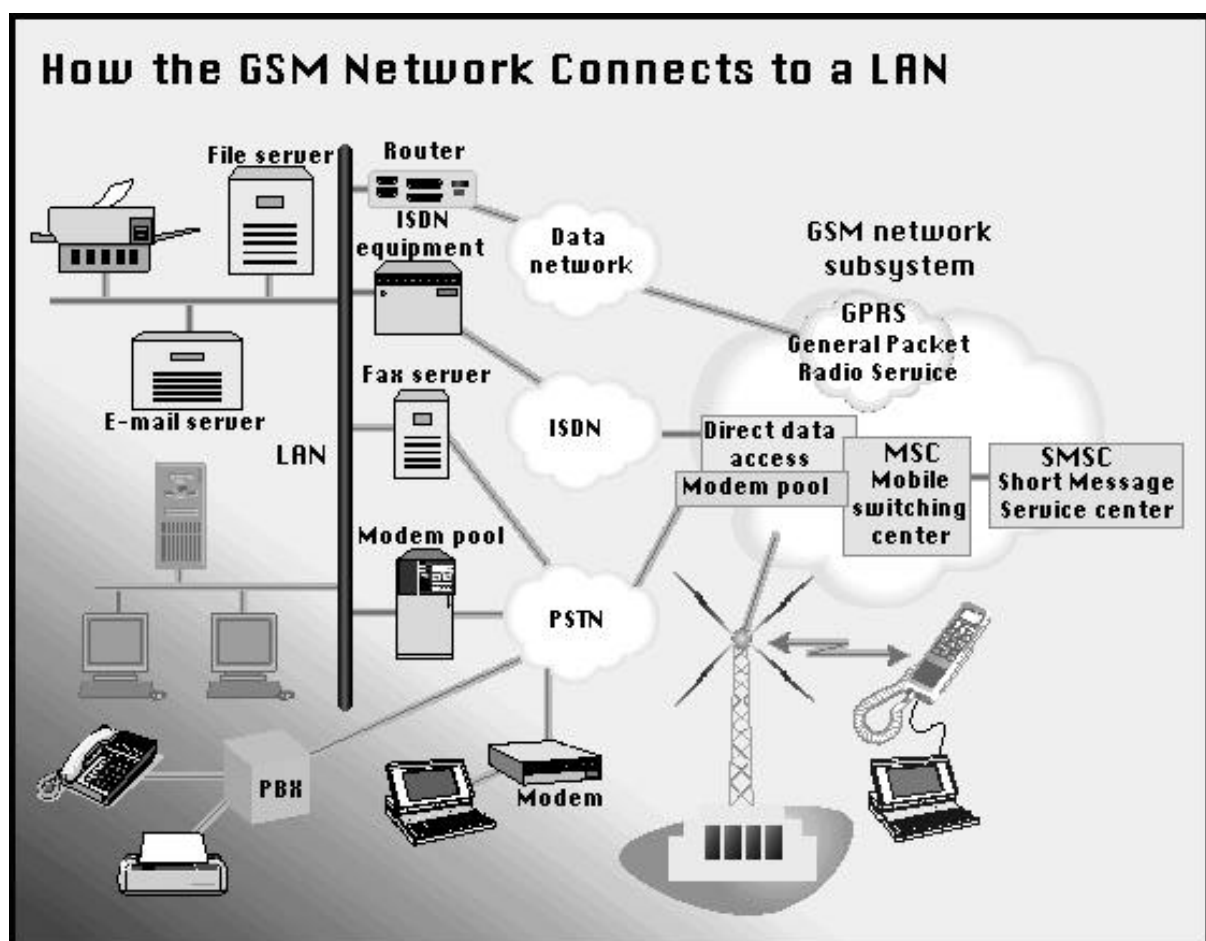 How the GSM Network Connects to a LAN
File server
Router
ISDN
equipment
Data
network
GSM network
subsystem
GPRS
General Packet
Radio Service
E-mail server
Fax server
LAN
ISDN
Direct data
access
Modem pool
MSC
Mobile
switching
center
SMSC
Short Message
Service center
Modem pool
PSTN
PBX
Modem